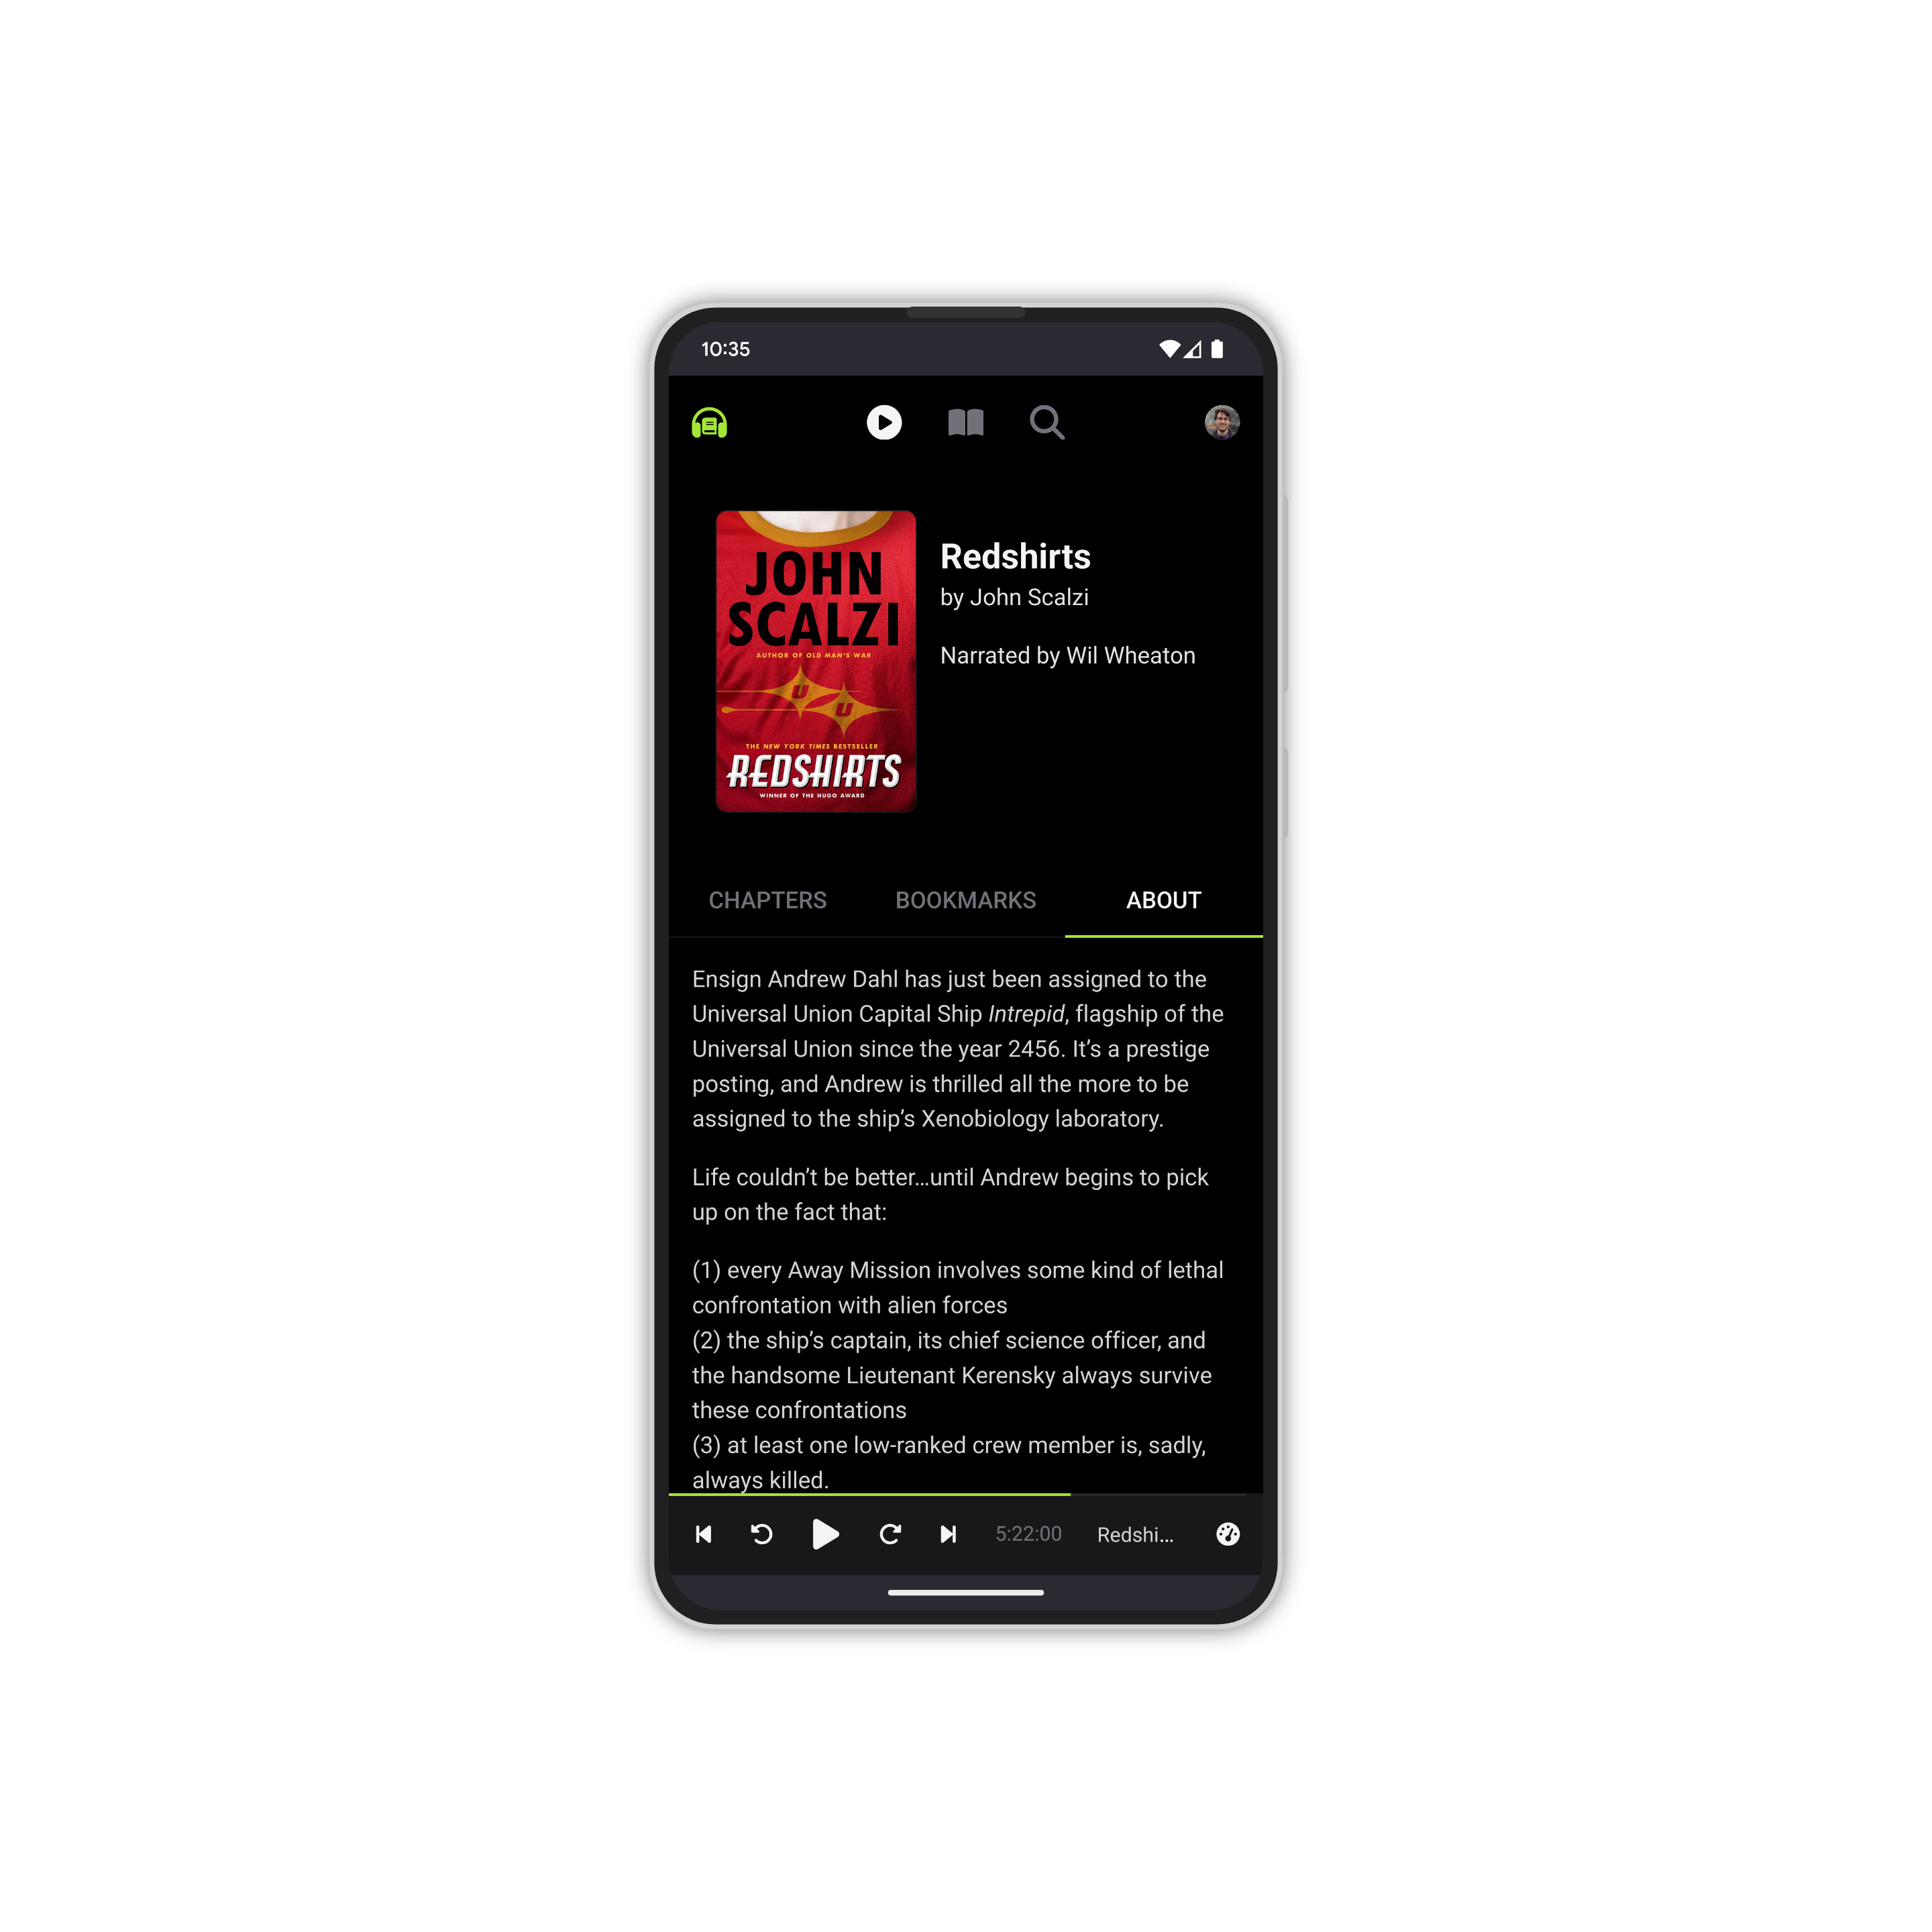 10:35
JOHN
SCALZI
AUTHOR OF OLD MAN'S WAR
U
U
THE NEW YORK TIMES BESTSELLER
REDSHIRTS
WINNER OF THE HUGO AWARD
Redshirts
by John Scalzi
Narrated by Wil Wheaton
CHAPTERS BOOKMARKS ABOUT
Ensign Andrew Dahl has just been assigned to the
Universal Union Capital Ship Intrepid, flagship of the
Universal Union since the year 2456. It’s a prestige
posting, and Andrew is thrilled all the more to be
assigned to the ship’s Xenobiology laboratory.
Life couldn’t be better…until Andrew begins to pick
up on the fact that:
(1) every Away Mission involves some kind of lethal
confrontation with alien forces
(2) the ship’s captain, its chief science officer, and
the handsome Lieutenant Kerensky always survive
these confrontations
(3) at least one low-ranked crew member is, sadly,
always killed.
5:22:00 Redshi...